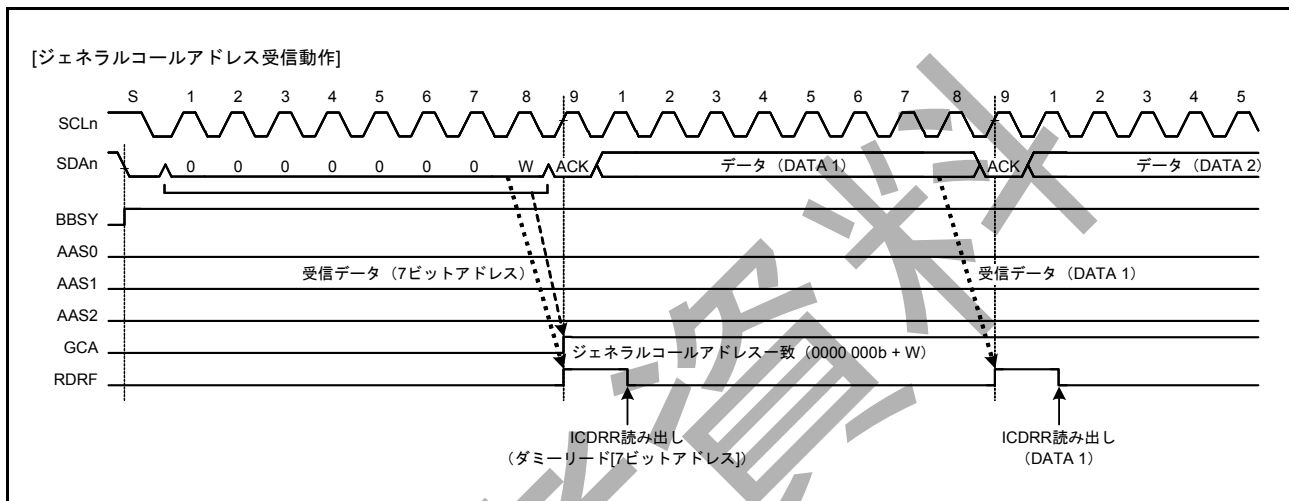 [ジェネラルコールアドレス受信動作]
S 1 2 3 4 5 6 7 8 9 1 2 3 4 5 6 7 8 9 1 2 3 4 5
SCLn
SDAn 0 0 0 0 0 0 0 W ACK データ（DATA 1） ACK データ（DATA 2）
BBSY
AAS0
受信データ（7ビットアドレス） 受信データ（DATA 1）
AAS1
AAS2
GCA ジェネラルコールアドレス一致（0000 000b + W）
RDRF
ICDRR読み出し ICDRR読み出し
（ダミーリード[7ビットアドレス]） （DATA 1）
資料